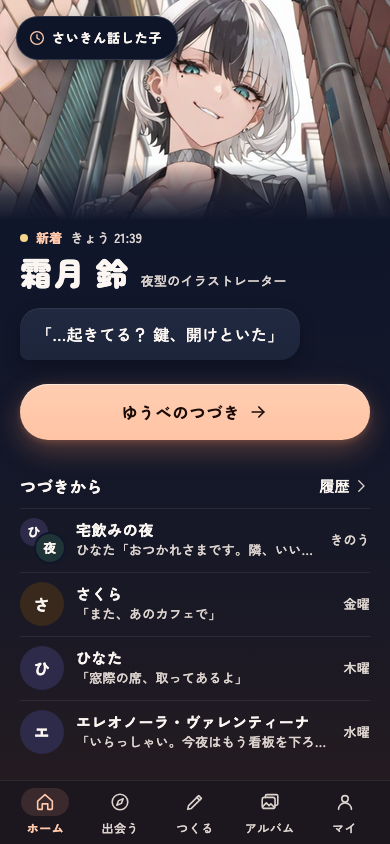 さいきん話した子
新着 きょう 21:39
霜月 鈴 夜型のイラストレーター
「…起きてる? 鍵、開けといた」
ゆうべのつづき →
つづきから 履歴 >
ひ
夜
宅飲みの夜
ひなた「おつかれさまです。隣、いい…
きのう
さ
さくら
「また、あのカフェで」
金曜
ひ
ひなた
「窓際の席、取ってあるよ」
木曜
エ
エレオノーラ・ヴァレンティーナ
「いらっしゃい。今夜はもう看板を下ろ…
水曜
ホーム 出会う つくる アルバム マイ